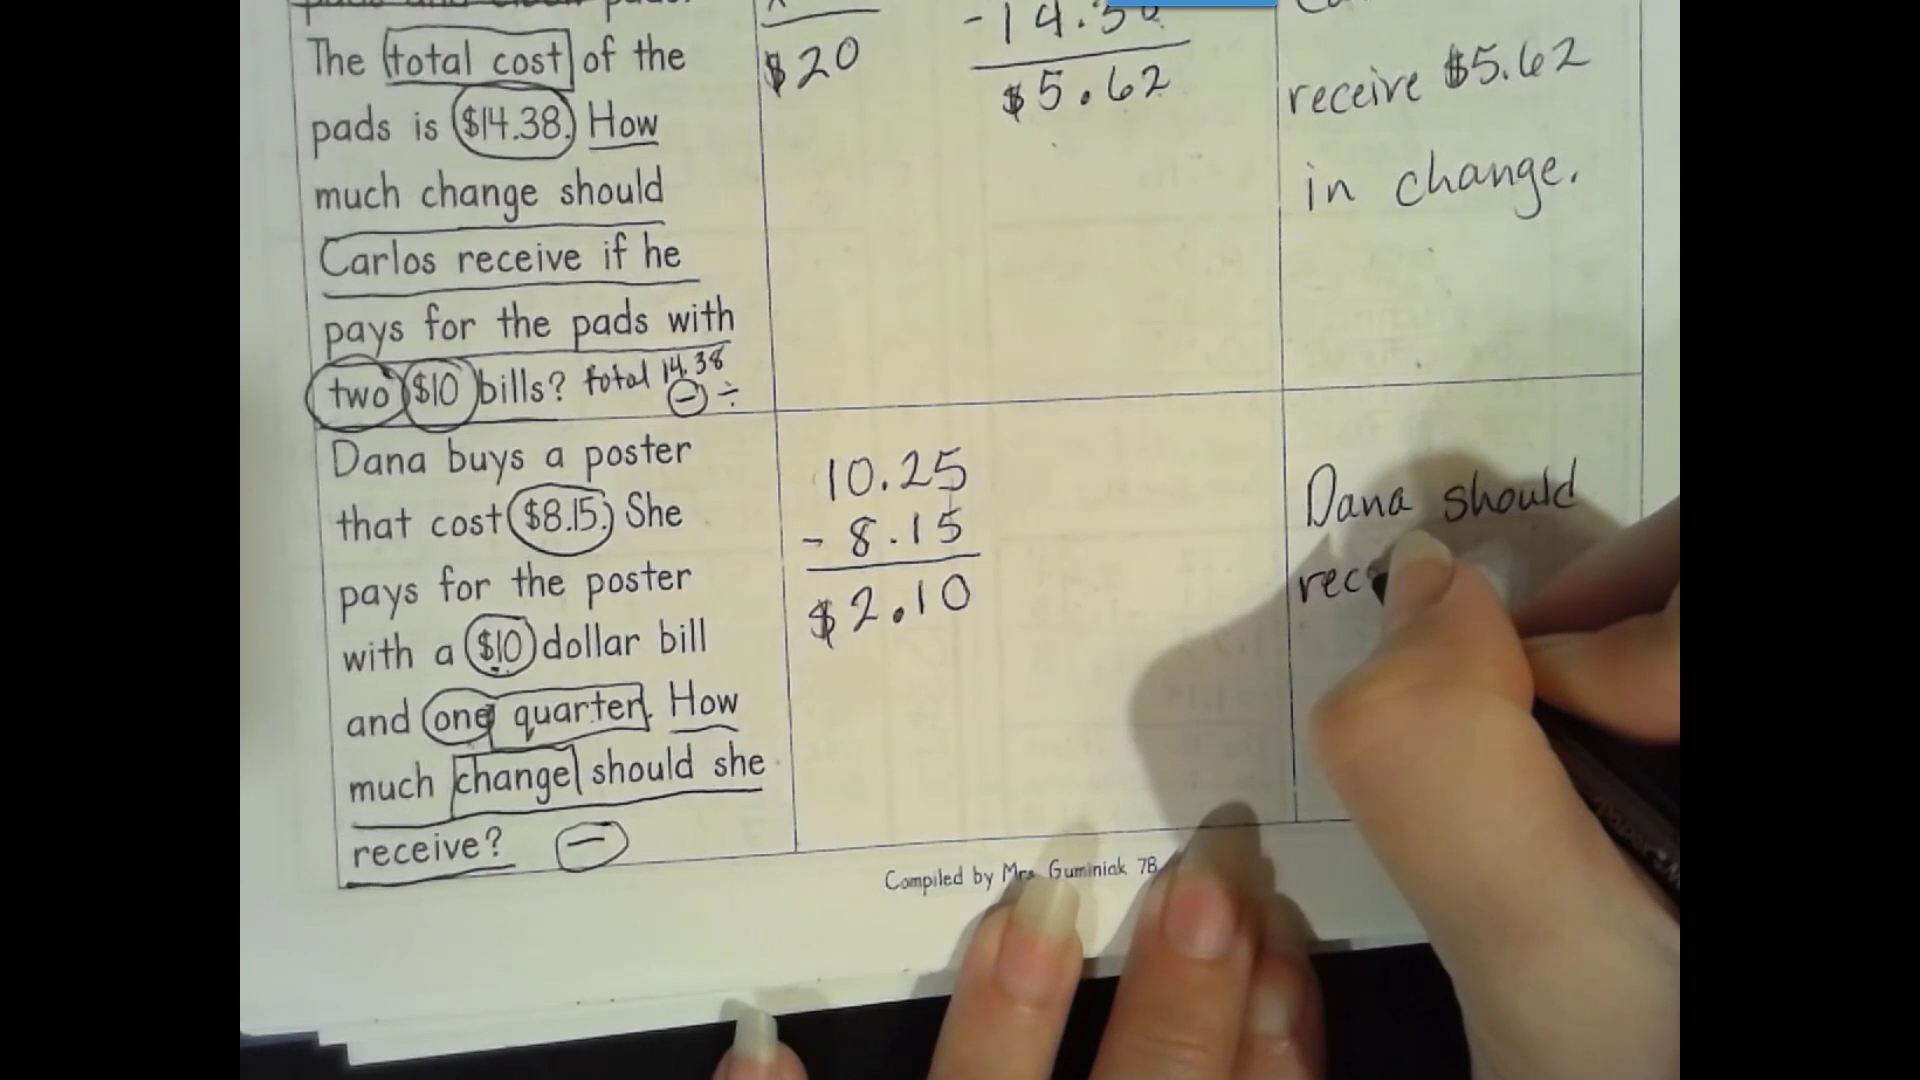 The total cost of the
pads is $14.38. How
much change should
Carlos receive if he
pays for the pads with
two $10 bills? total 14.38
- ÷
$20
$5.62
receive $5.62
in change.
Dana buys a poster
that cost $8.15. She
pays for the poster
with a $10 dollar bill
and one quarter. How
much change should she
receive? -
10.25
- 8.15
$2.10
Dana should
Compiled by Mrs. Guminiak 7B